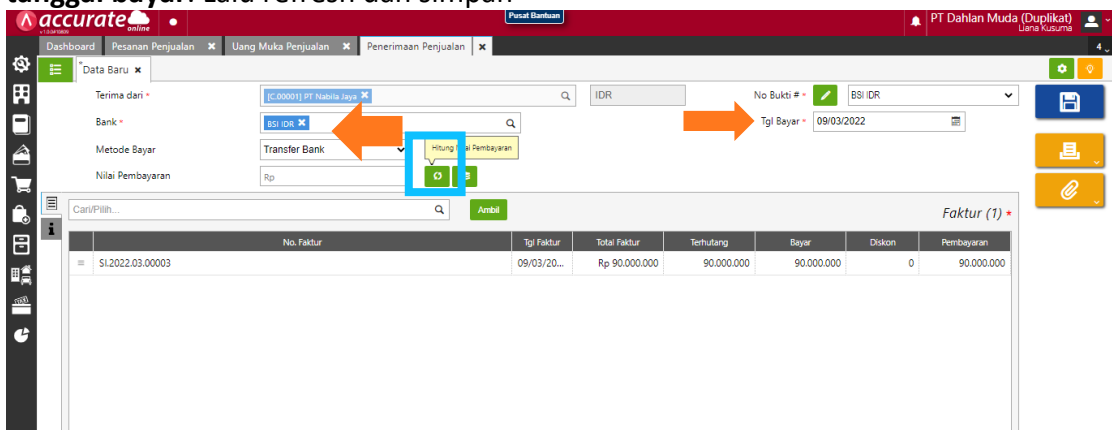 tanggal bayar. Lalu refresh dan simpan
accurate online
Pusat Bantuan
PT Dahlan Muda (Duplikat)
Liana Kusuma
Dashboard Pesanan Penjualan Uang Muka Penjualan Penerimaan Penjualan
4
*Data Baru
Terima dari * [C.00001] PT Nabila Jaya IDR No Bukti # * BSI IDR
Bank * BSI IDR Tgl Bayar * 09/03/2022
Metode Bayar Transfer Bank Hitung Nilai Pembayaran
Nilai Pembayaran Rp
Cari/Pilih... Ambil Faktur (1) *
No. Faktur Tgl Faktur Total Faktur Terhutang Bayar Diskon Pembayaran
SI.2022.03.00003 09/03/20... Rp 90.000.000 90.000.000 90.000.000 0 90.000.000